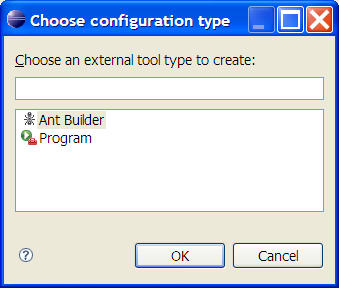 Choose configuration type
Choose an external tool type to create:
Ant Builder
Program
?
OK
Cancel